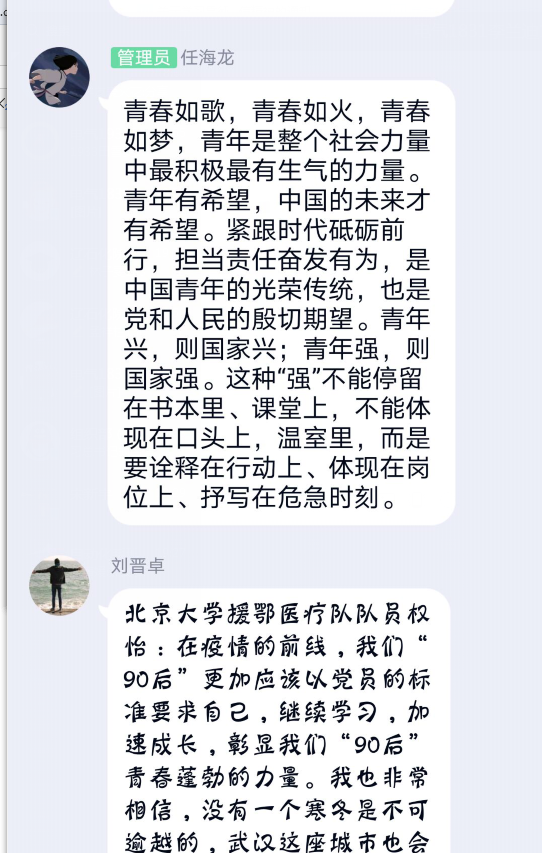 管理员 任海龙
青春如歌，青春如火，青春
如梦，青年是整个社会力量
中最积极最有生气的力量。
青年有希望，中国的未来才
有希望。紧跟时代砥砺前
行，担当责任奋发有为，是
中国青年的光荣传统，也是
党和人民的殷切期望。青年
兴，则国家兴；青年强，则
国家强。这种“强”不能停留
在书本里、课堂上，不能体
现在口头上，温室里，而是
要诠释在行动上、体现在岗
位上、抒写在危急时刻。
刘晋卓
北京大学援鄂医疗队队员权
怡：在疫情的前线，我们“
90后”更加应该以党员的标
准要求自己，继续学习，加
速成长，彰显我们“90后”
青春蓬勃的力量。我也非常
相信，没有一个寒冬是不可
逾越的，武汉这座城市也会